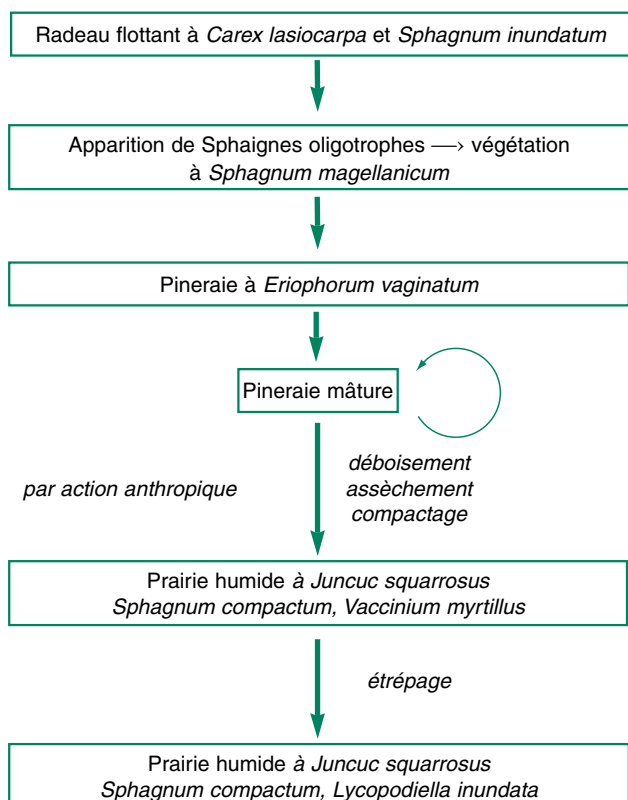 Radeau flottant à Carex lasiocarpa et Sphagnum inundatum
Apparition de Sphaignes oligotrophes —> végétation
à Sphagnum magellanicum
Pineraie à Eriophorum vaginatum
Pineraie mâture
par action anthropique
déboisement
assèchement
compactage
Prairie humide à Juncuc squarrosus
Sphagnum compactum, Vaccinium myrtillus
étrépage
Prairie humide à Juncuc squarrosus
Sphagnum compactum, Lycopodiella inundata